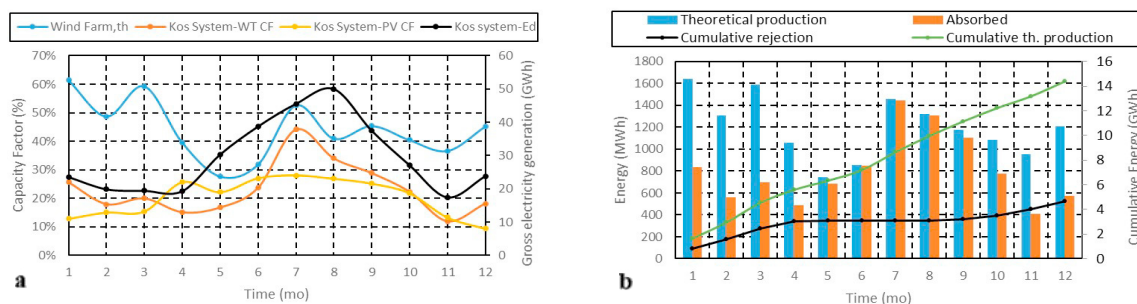 Wind Farm,th Kos System-WT CF Kos System-PV CF Kos system-Ed
70%
60%
50%
40%
30%
20%
10%
0%
Capacity Factor (%)
60
50
40
30
20
10
0
Gross electricity generation (GWh)
1 2 3 4 5 6 7 8 9 10 11 12
Time (mo)
a
Theoretical production Absorbed
Cumulative rejection Cumulative th. production
1800
1600
1400
1200
1000
800
600
400
200
0
Energy (MWh)
16
14
12
10
8
6
4
2
0
Cumulative Energy (GWh)
1 2 3 4 5 6 7 8 9 10 11 12
Time (mo)
b